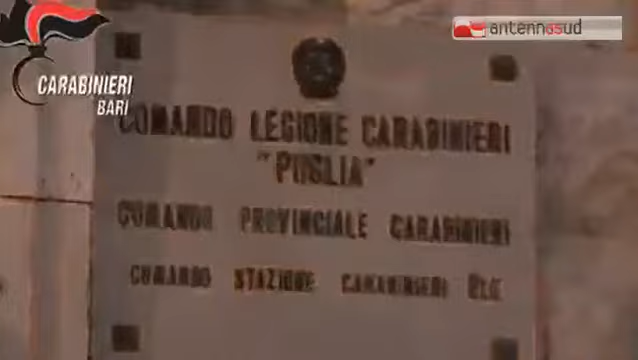 CARABINIERI
BARI
antennasud
COMANDO LEGIONE CARABINIERI
"PUGLIA"
COMANDO PROVINCIALE CARABINIERI
COMANDO STAZIONE CARABINIERI